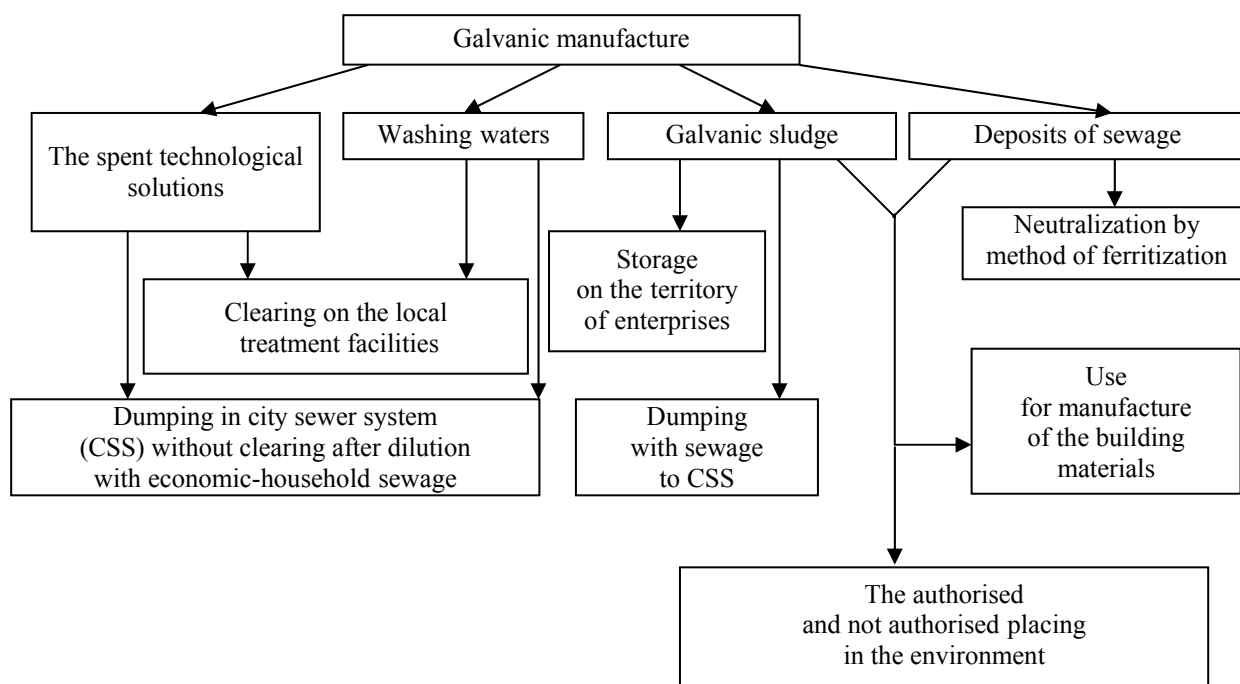 Galvanic manufacture
The spent technological
solutions
Washing waters
Galvanic sludge
Deposits of sewage
Neutralization by
method of ferritization
Storage
on the territory
of enterprises
Clearing on the local
treatment facilities
Use
for manufacture
of the building
materials
Dumping in city sewer system
(CSS) without clearing after dilution
with economic-household sewage
Dumping
with sewage
to CSS
The authorised
and not authorised placing
in the environment